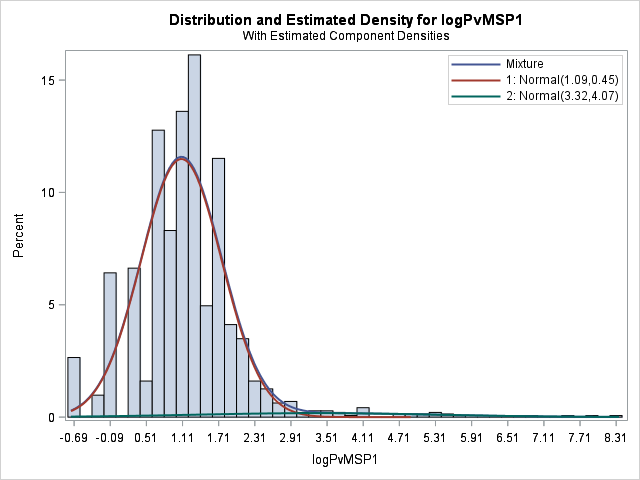 Distribution and Estimated Density for logPvMSP1
With Estimated Component Densities
Mixture
1: Normal(1.09,0.45)
2: Normal(3.32,4.07)
15
10
5
0
Percent
-0.69 -0.09 0.51 1.11 1.71 2.31 2.91 3.51 4.11 4.71 5.31 5.91 6.51 7.11 7.71 8.31
logPvMSP1